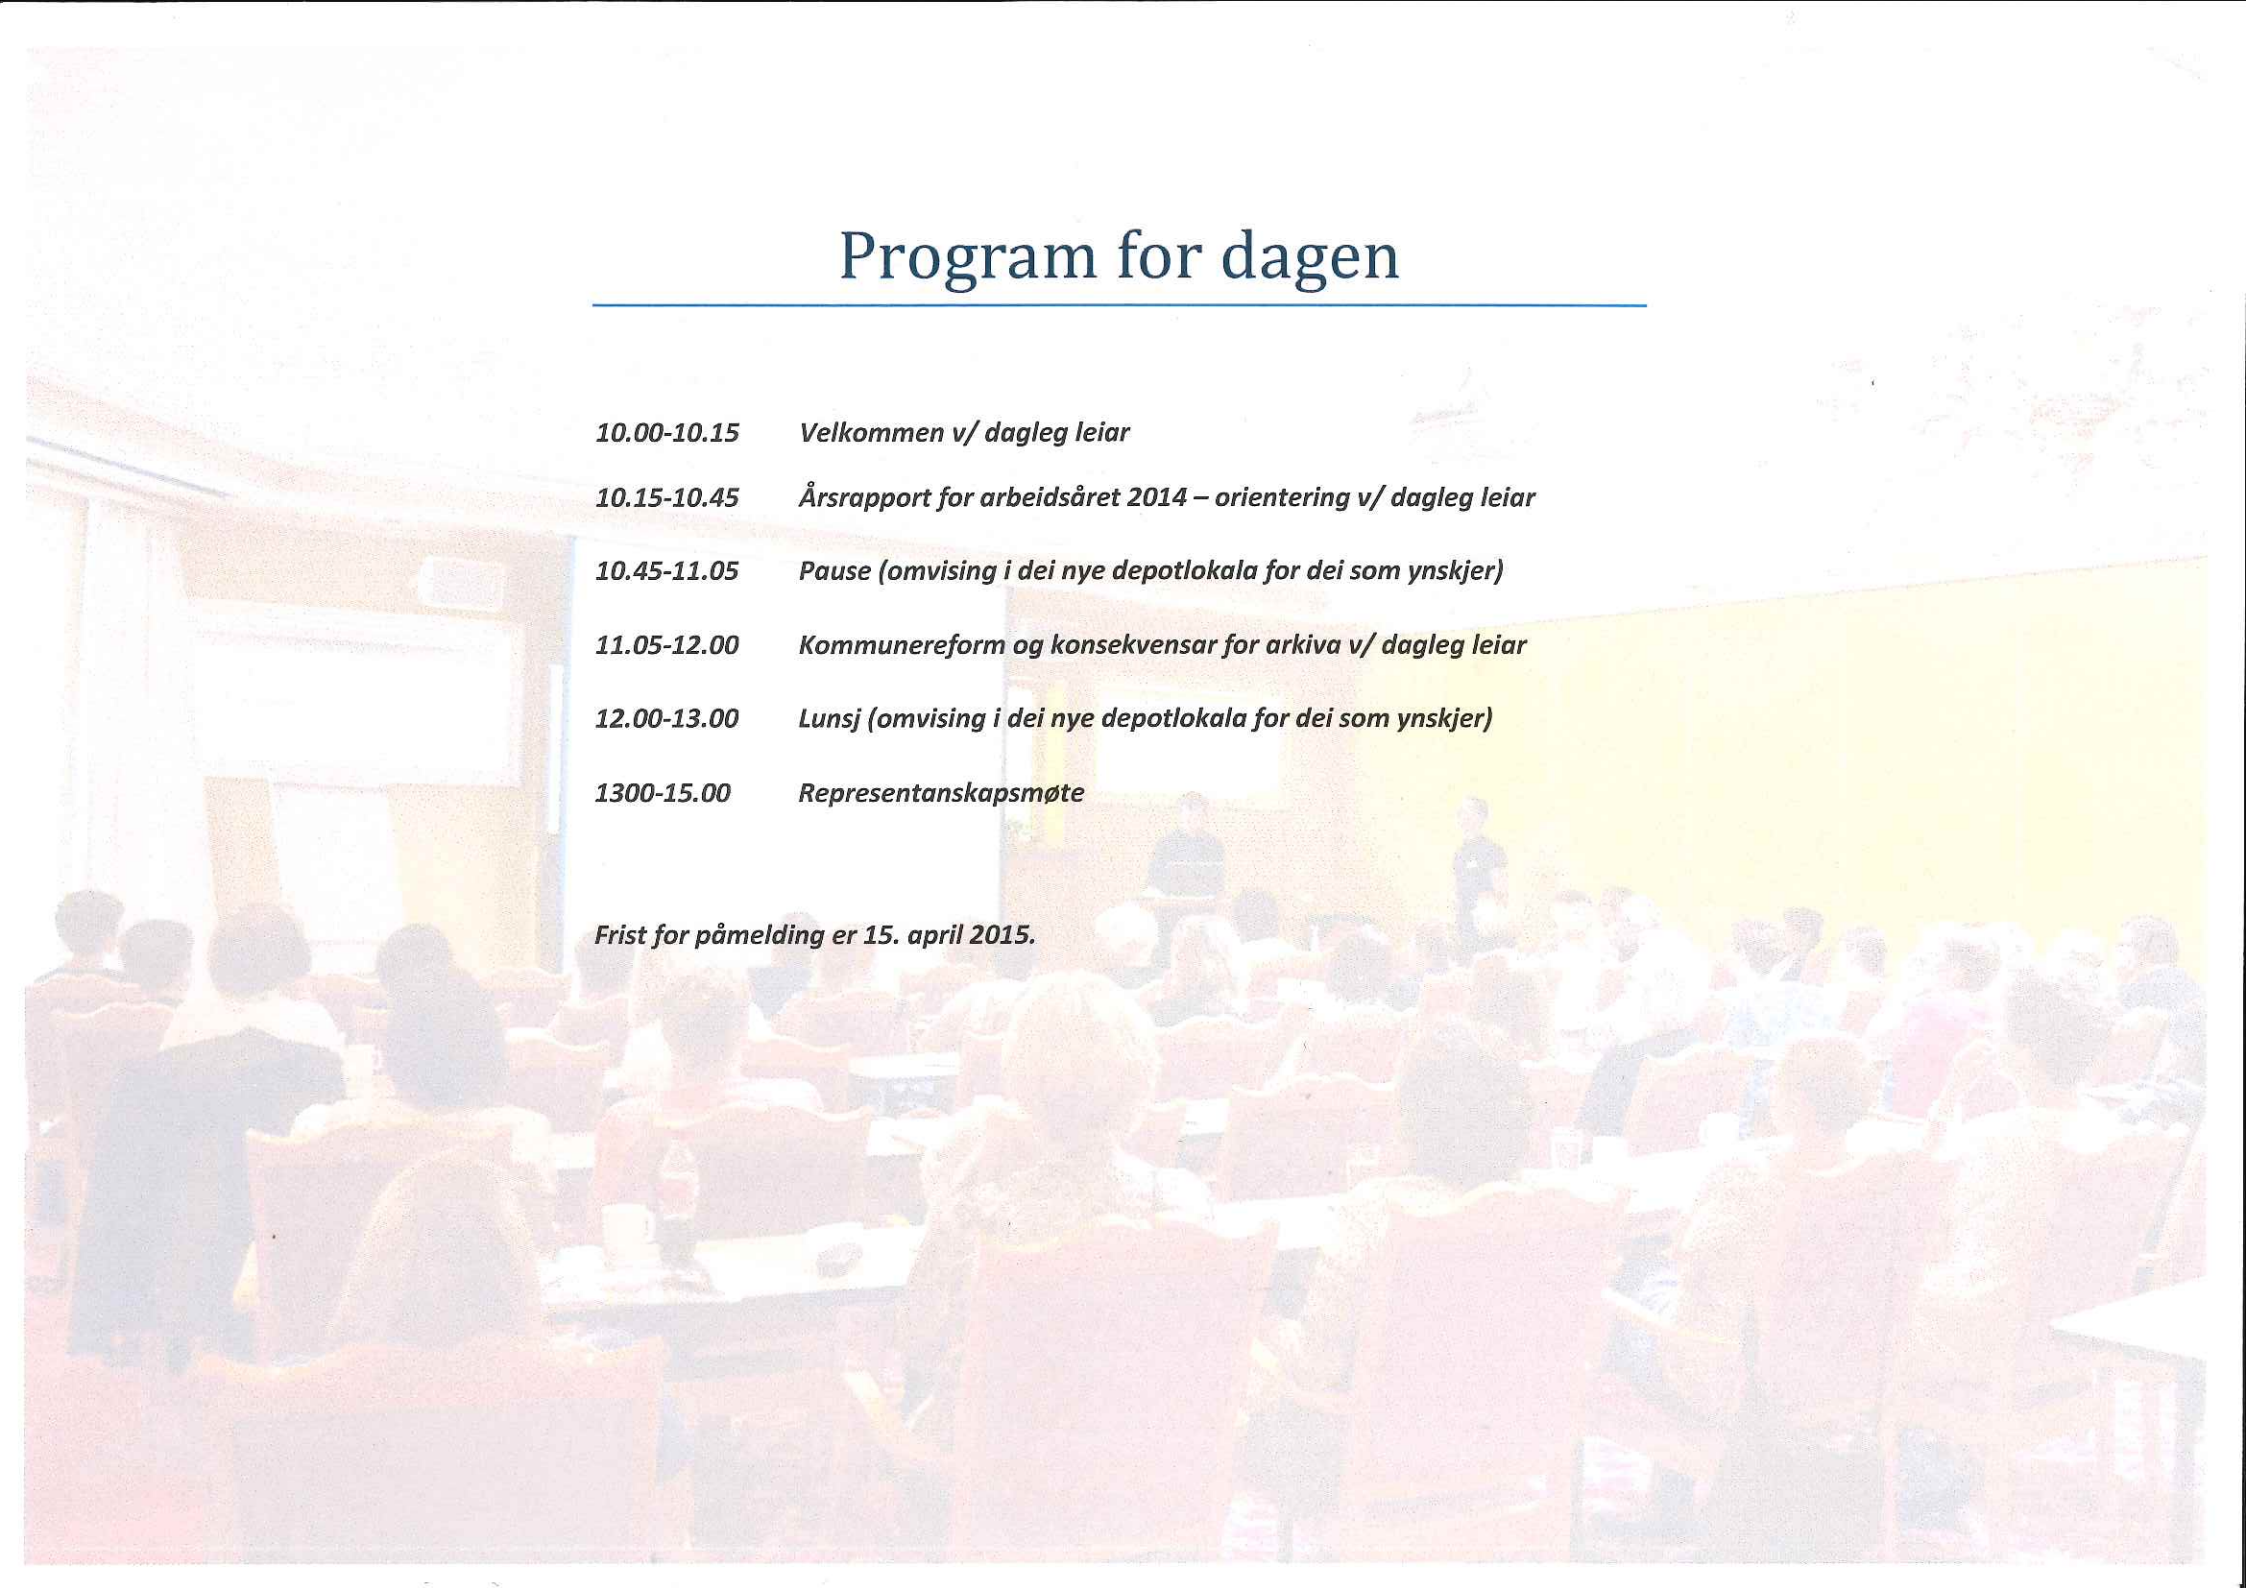 Program for dagen
10.00-10.15 Velkommen v/ dagleg leiar
10.15-10.45 Årsrapport for arbeidsåret 2014 – orientering v/ dagleg leiar
10.45-11.05 Pause (omvising i dei nye depotlokala for dei som ynskjer)
11.05-12.00 Kommunereform og konsekvensar for arkiva v/ dagleg leiar
12.00-13.00 Lunsj (omvising i dei nye depotlokala for dei som ynskjer)
1300-15.00 Representanskapsmøte
Frist for påmelding er 15. april 2015.